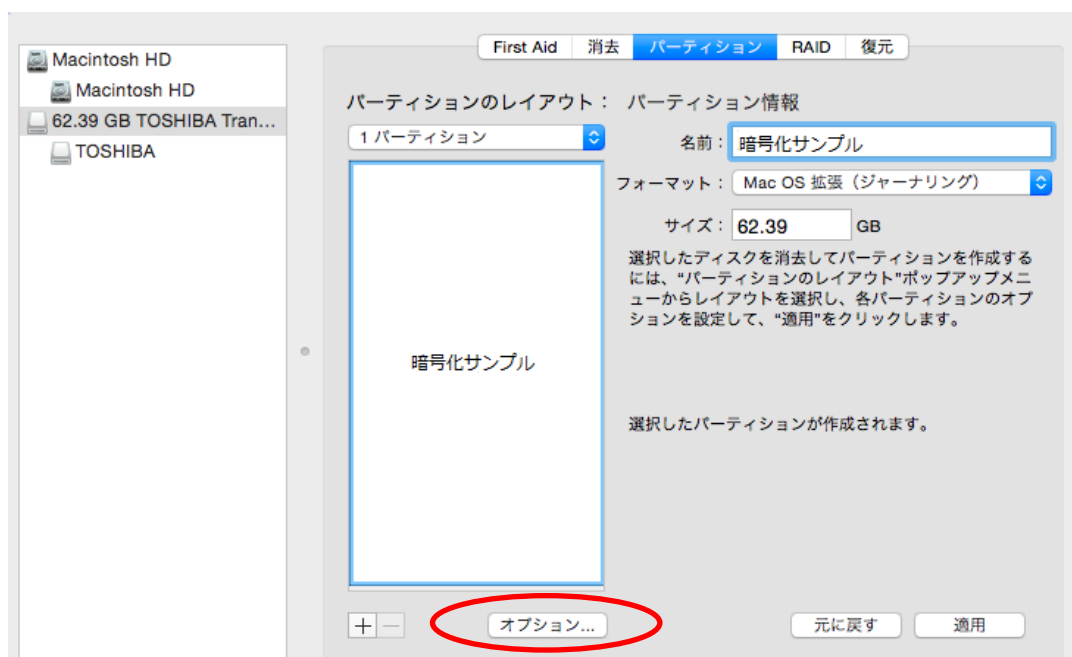 First Aid 消去 パーティション RAID 復元
Macintosh HD
Macintosh HD
62.39 GB TOSHIBA Tran...
TOSHIBA
パーティションのレイアウト：
1 パーティション
暗号化サンプル
パーティション情報
名前： 暗号化サンプル
フォーマット： Mac OS 拡張（ジャーナリング）
サイズ： 62.39 GB
選択したディスクを消去してパーティションを作成する
には、“パーティションのレイアウト”ポップアップメニ
ューからレイアウトを選択し、各パーティションのオプ
ションを設定して、“適用”をクリックします。
選択したパーティションが作成されます。
オプション... 元に戻す 適用